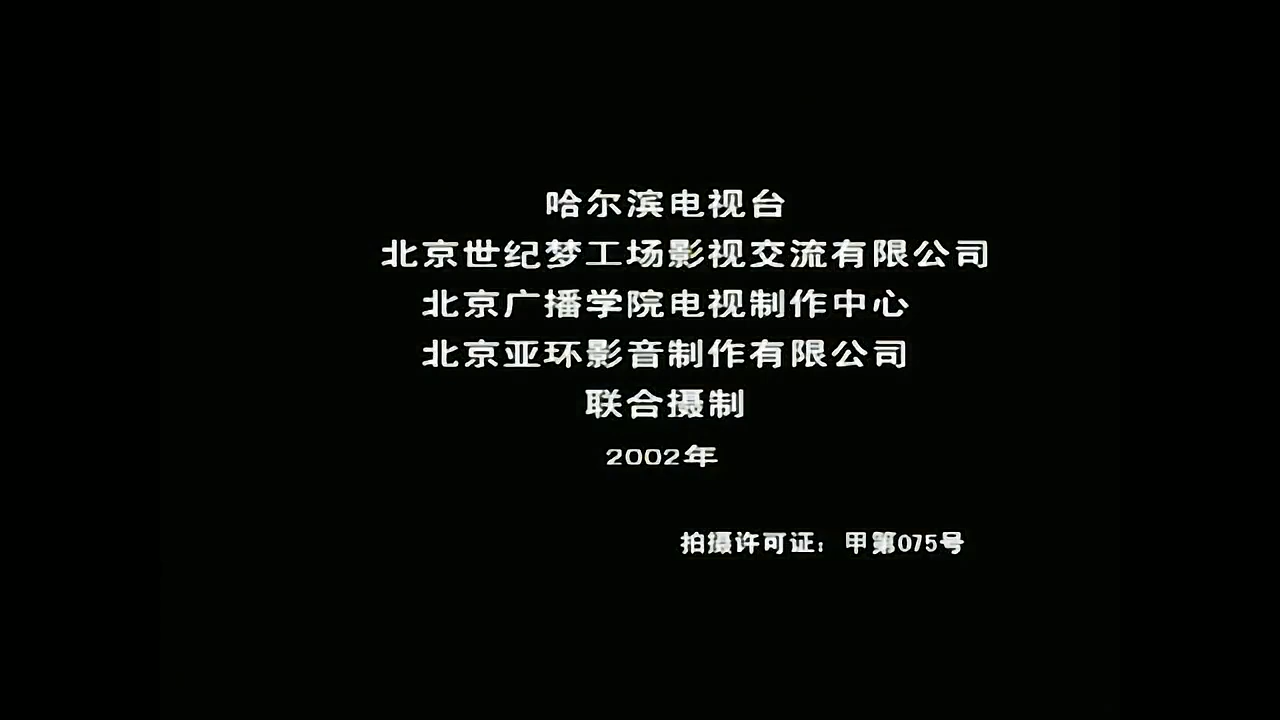 哈尔滨电视台
北京世纪梦工场影视交流有限公司
北京广播学院电视制作中心
北京亚环影音制作有限公司
联合摄制
2002年
拍摄许可证：甲第075号